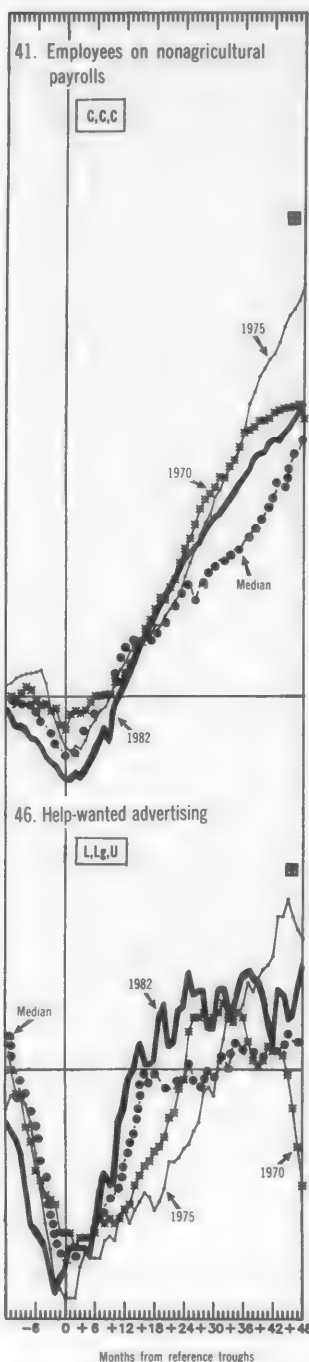 41. Employees on nonagricultural
payrolls
C,C,C
1975
1970
Median
1982
46. Help-wanted advertising
L,Lg,U
Median
1982
1970
1975
-6 0 +6 +12 +18 +24 +30 +36 +42 +48
Months from reference troughs